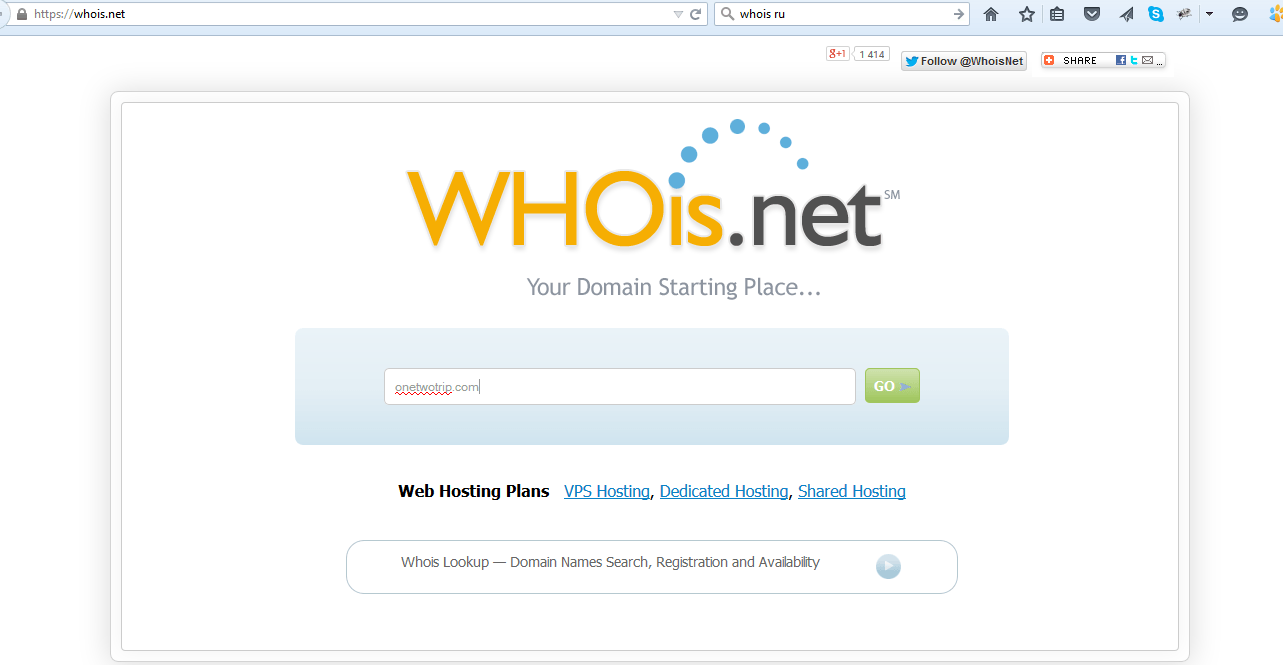 https://whois.net
whois ru
g+1 1 414
Follow @WhoisNet
SHARE
WHOis.net SM
Your Domain Starting Place...
onetwotrip.com
GO
Web Hosting Plans VPS Hosting, Dedicated Hosting, Shared Hosting
Whois Lookup — Domain Names Search, Registration and Availability